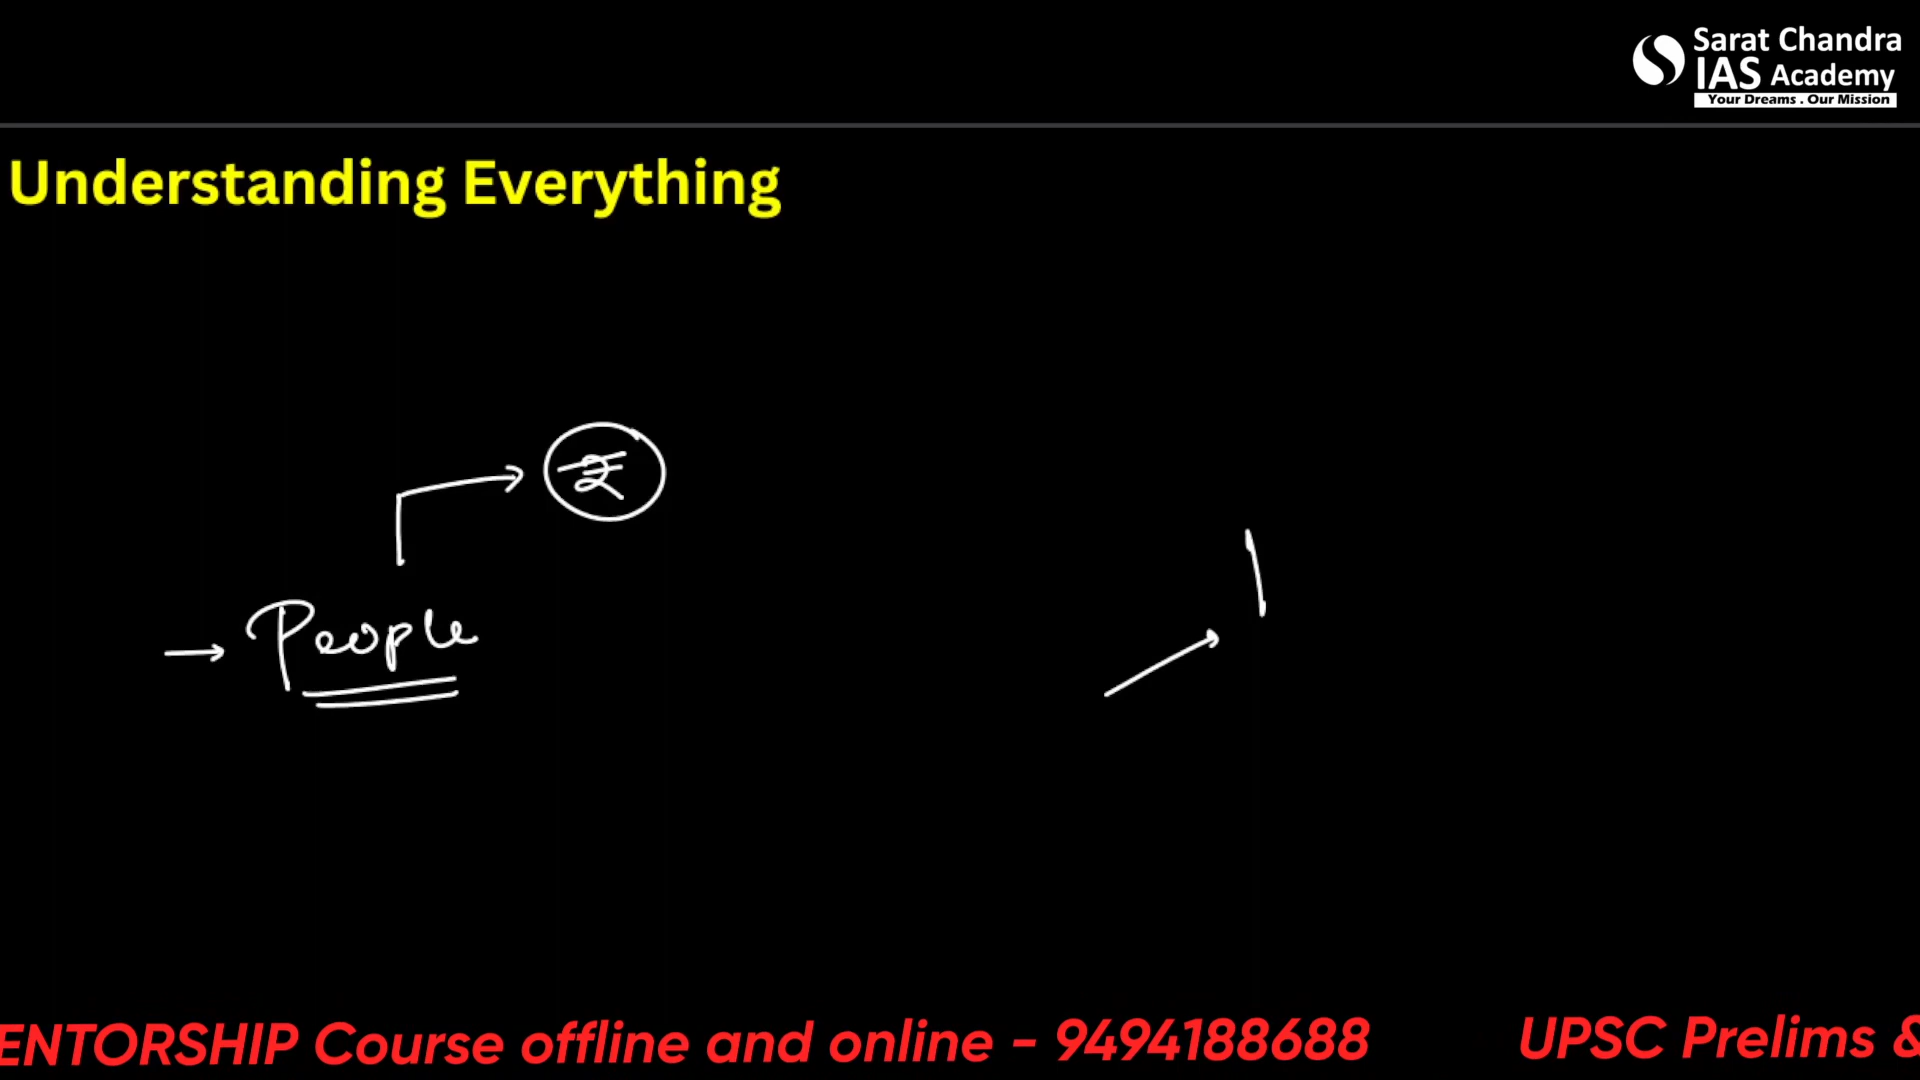 Sarat Chandra
IAS Academy
Your Dreams . Our Mission
Understanding Everything
₹
→ People
ENTORSHIP Course offline and online - 9494188688 UPSC Prelims &